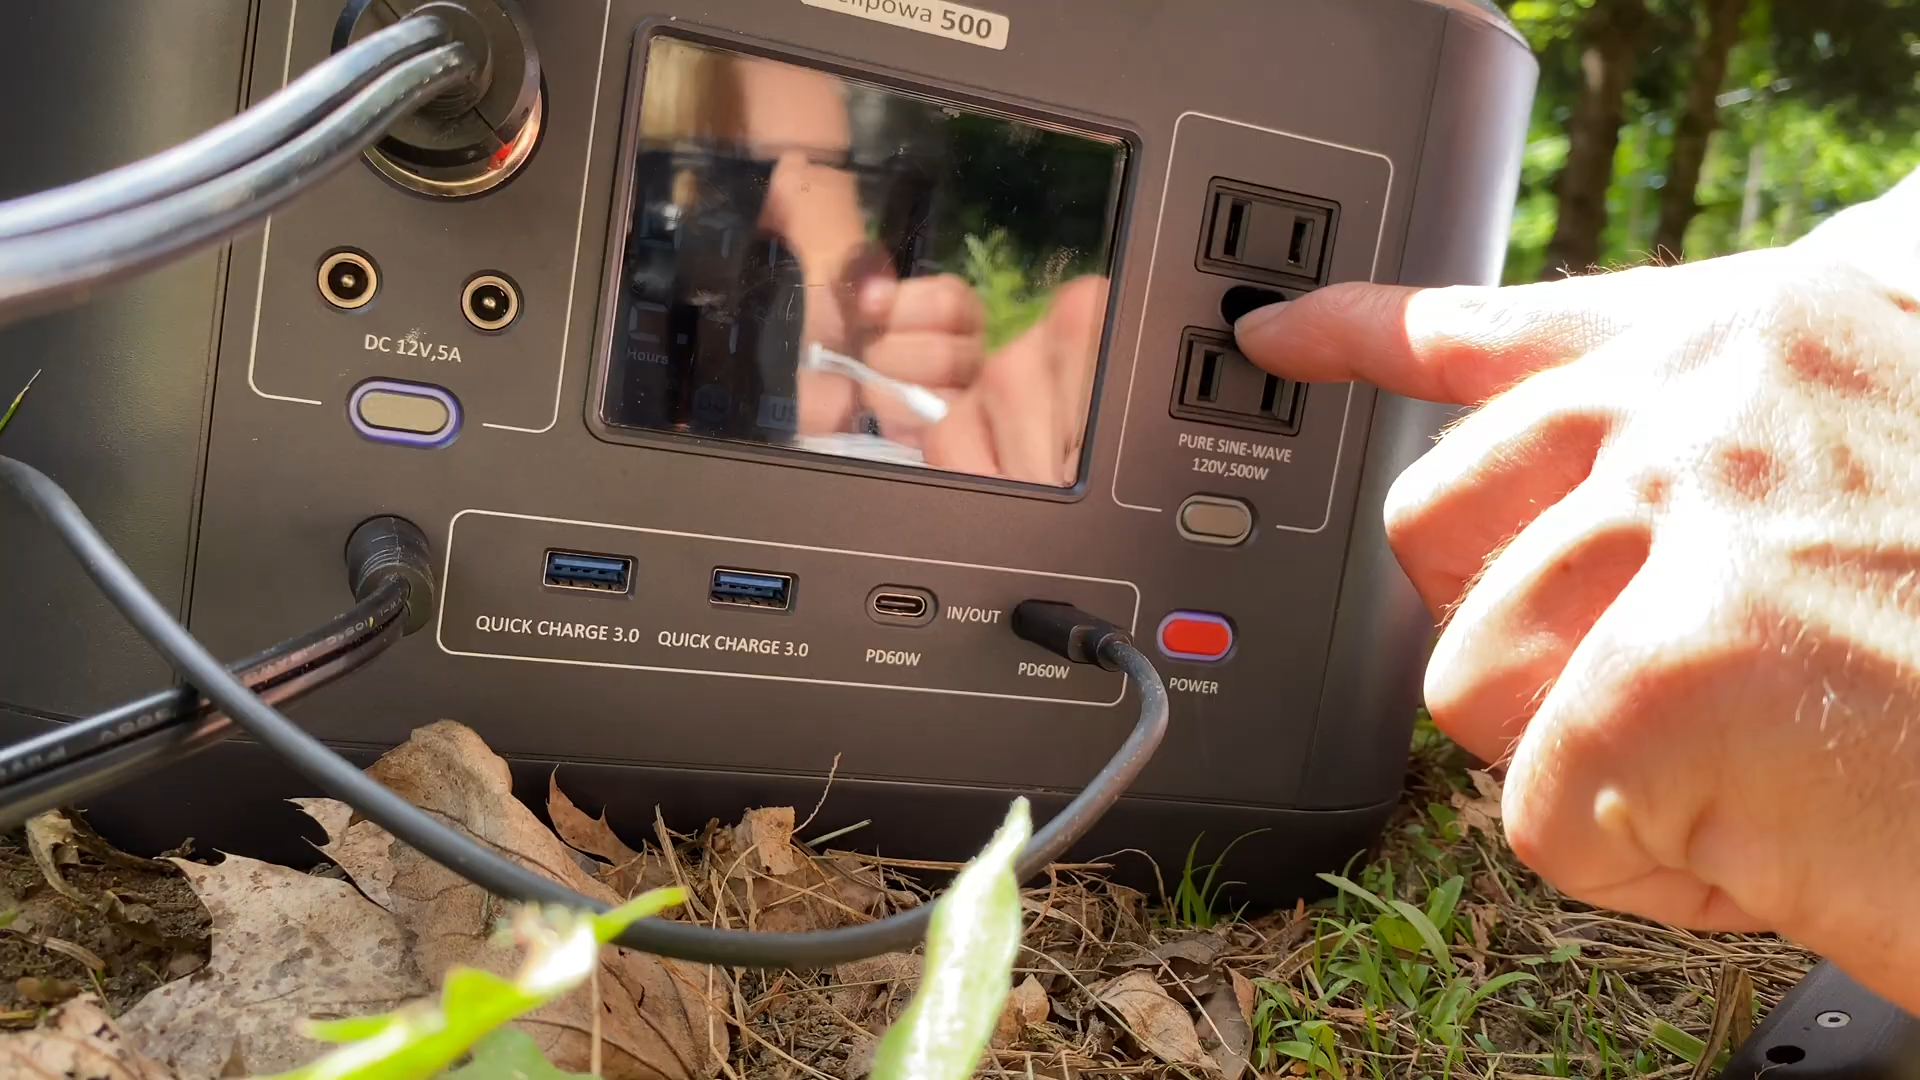 500
DC 12V,5A
Hours
PURE SINE-WAVE
120V,500W
QUICK CHARGE 3.0
QUICK CHARGE 3.0
PD60W
IN/OUT
PD60W
POWER